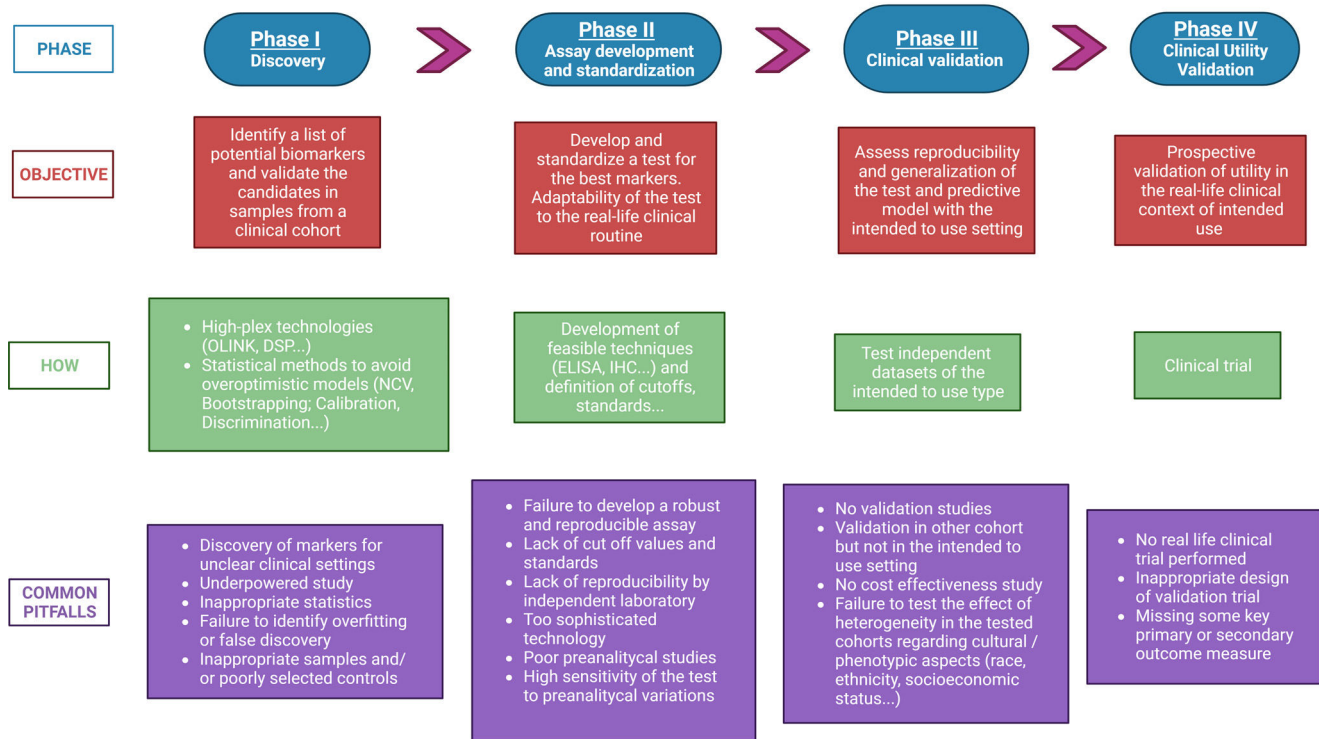 PHASE
Phase I
Discovery
Phase II
Assay development
and standardization
Phase III
Clinical validation
Phase IV
Clinical Utility
Validation
OBJECTIVE
Identify a list of
potential biomarkers
and validate the
candidates in
samples from a
clinical cohort
Develop and
standardize a test for
the best markers.
Adaptability of the test
to the real-life clinical
routine
Assess reproducibility
and generalization of
the test and predictive
model with the
intended to use setting
Prospective
validation of utility in
the real-life clinical
context of intended
use
HOW
• High-plex technologies
(OLINK, DSP...)
• Statistical methods to avoid
overoptimistic models (NCV,
Bootstrapping; Calibration,
Discrimination...)
Development of
feasible techniques
(ELISA, IHC...) and
definition of cutoffs,
standards...
Test independent
datasets of the
intended to use type
Clinical trial
COMMON
PITFALLS
• Discovery of markers for
unclear clinical settings
• Underpowered study
• Inappropriate statistics
• Failure to identify overfitting
or false discovery
• Inappropriate samples and/
or poorly selected controls
• Failure to develop a robust
and reproducible assay
• Lack of cut off values and
standards
• Lack of reproducibility by
independent laboratory
• Too sophisticated
technology
• Poor preanalitycal studies
• High sensitivity of the test
to preanalitycal variations
• No validation studies
• Validation in other cohort
but not in the intended to
use setting
• No cost effectiveness study
• Failure to test the effect of
heterogeneity in the tested
cohorts regarding cultural /
phenotypic aspects (race,
ethnicity, socioeconomic
status...)
• No real life clinical
trial performed
• Inappropriate design
of validation trial
• Missing some key
primary or secondary
outcome measure